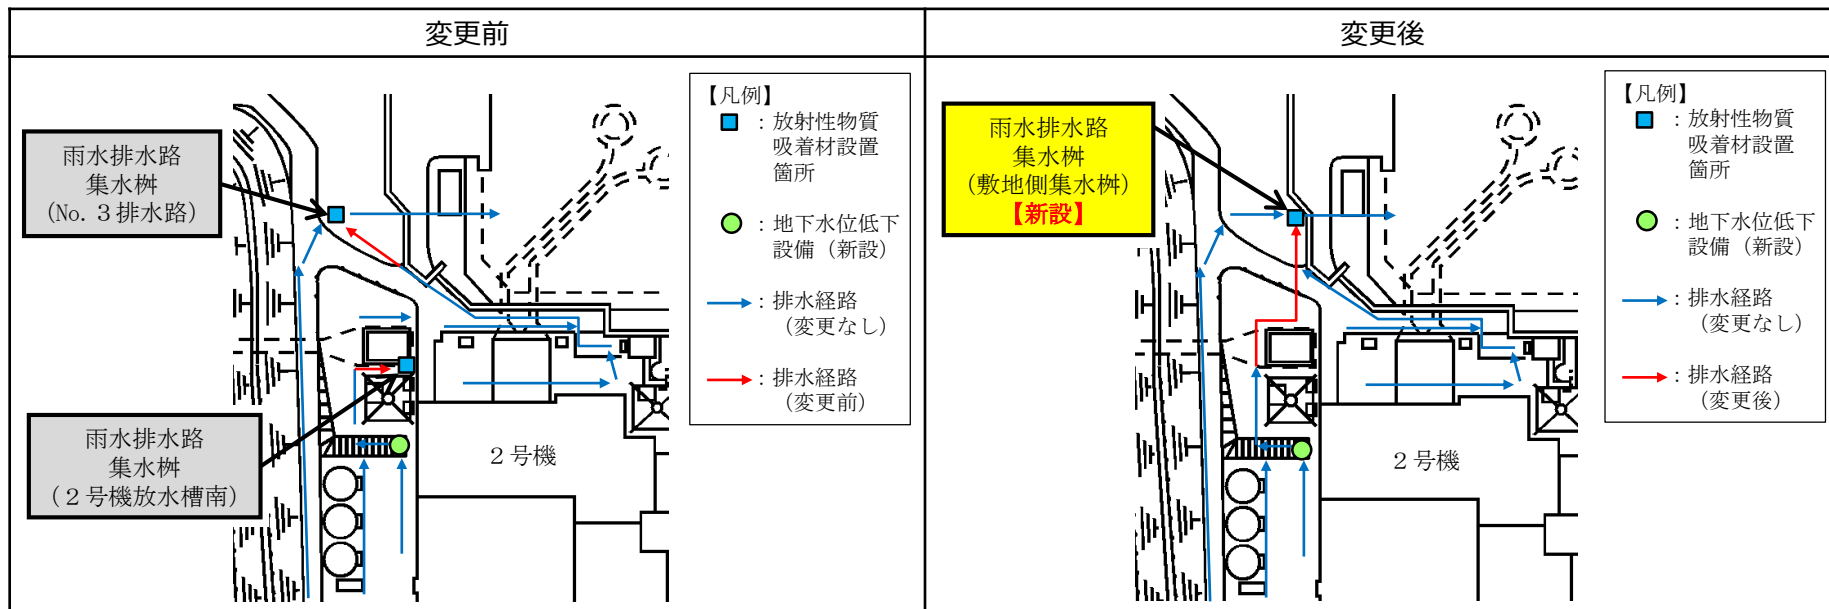 変更前
変更後
雨水排水路
集水桝
（No.３排水路）
雨水排水路
集水桝
（２号機放水槽南）
２号機
【凡例】
：放射性物質
吸着材設置
箇所
：地下水位低下
設備（新設）
：排水経路
（変更なし）
：排水経路
（変更前）
雨水排水路
集水桝
（敷地側集水桝）
【新設】
２号機
【凡例】
：放射性物質
吸着材設置
箇所
：地下水位低下
設備（新設）
：排水経路
（変更なし）
：排水経路
（変更後）